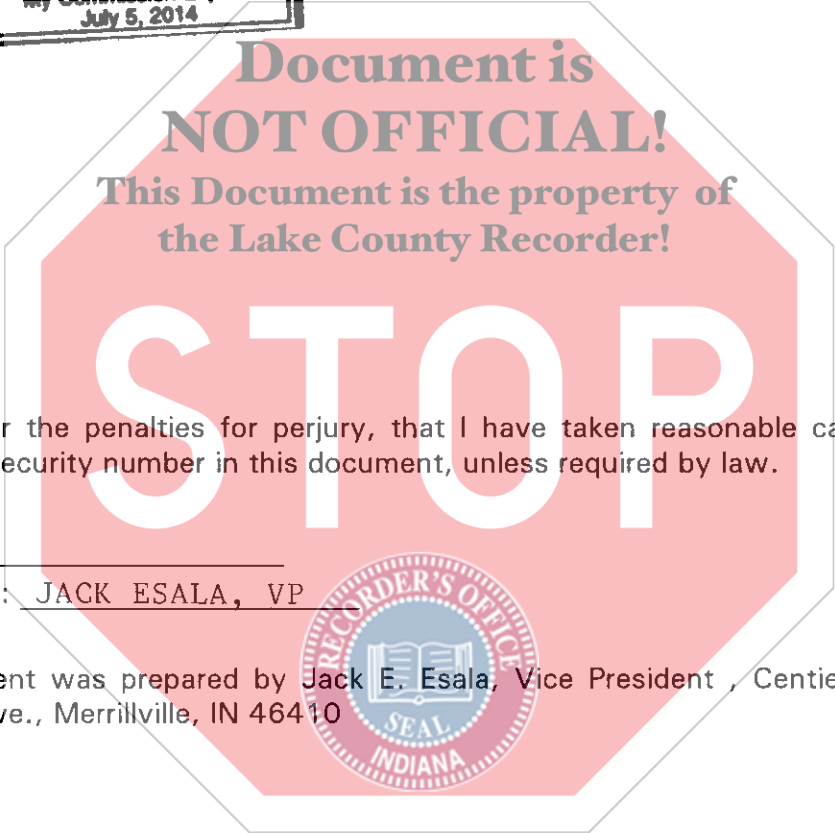 July 5, 2014
Document is
NOT OFFICIAL!
This Document is the property of
the Lake County Recorder!
STOP
r the penalties for perjury, that I have taken reasonable ca
ecurity number in this document, unless required by law.
: JACK ESALA, VP
ent was prepared by Jack E. Esala, Vice President , Centie
ve., Merrillville, IN 46410
RECORDER'S OFFICE
SEAL
INDIANA